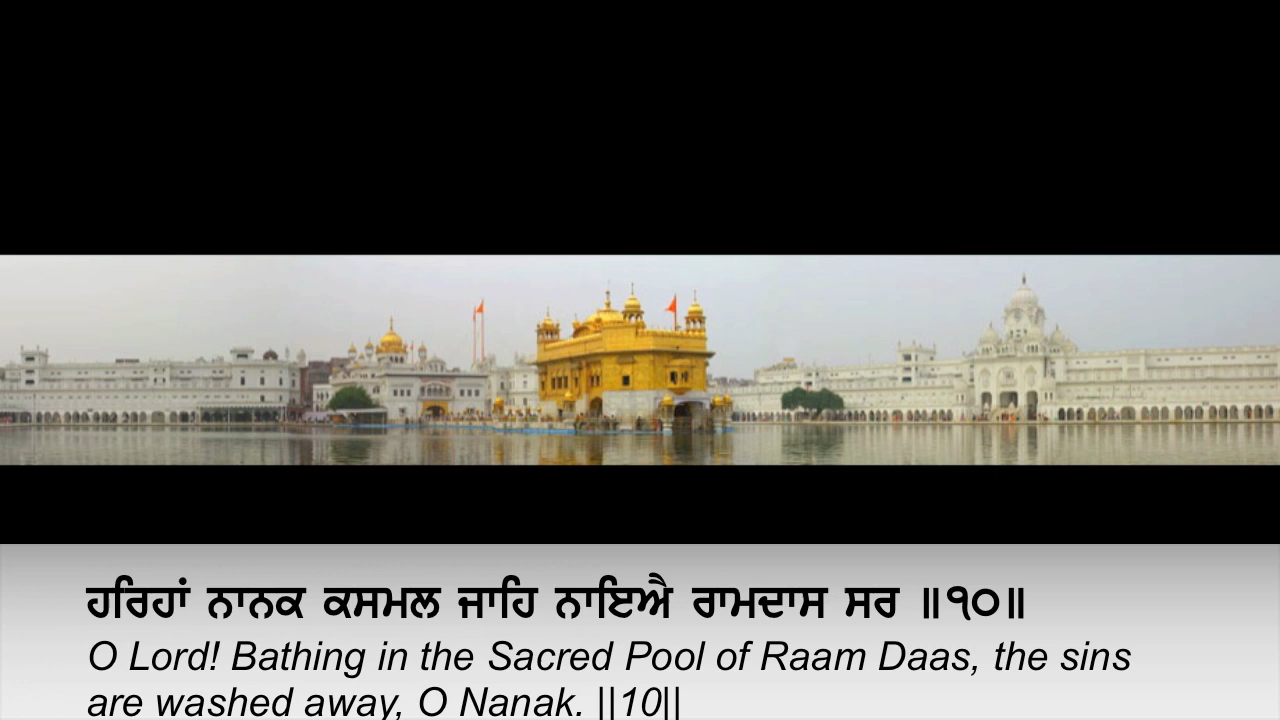 ਹਰਿਹਾਂ ਨਾਨਕ ਕਸਮਲ ਜਾਹਿ ਨਾਇਐ ਰਾਮਦਾਸ ਸਰ ॥੧੦॥
O Lord! Bathing in the Sacred Pool of Raam Daas, the sins
are washed away, O Nanak. ||10||